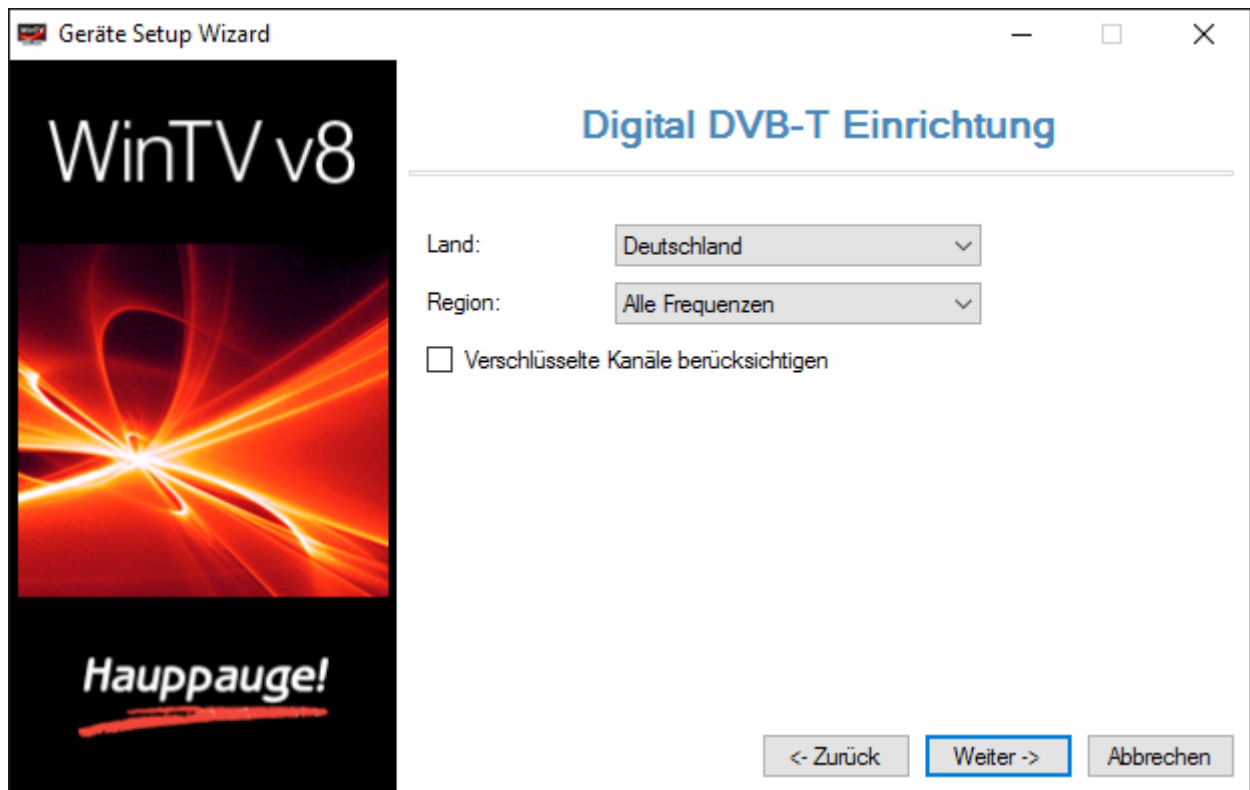 Geräte Setup Wizard
WinTV v8
Digital DVB-T Einrichtung
Land:
Deutschland
Region:
Alle Frequenzen
Verschlüsselte Kanäle berücksichtigen
Hauppauge!
<- Zurück
Weiter ->
Abbrechen